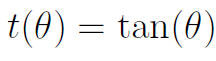 t(θ) = tan(θ)